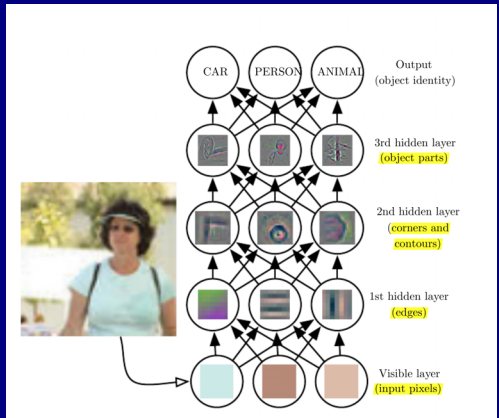 CAR PERSON ANIMAL
Output
(object identity)
3rd hidden layer
(object parts)
2nd hidden layer
(corners and
contours)
1st hidden layer
(edges)
Visible layer
(input pixels)